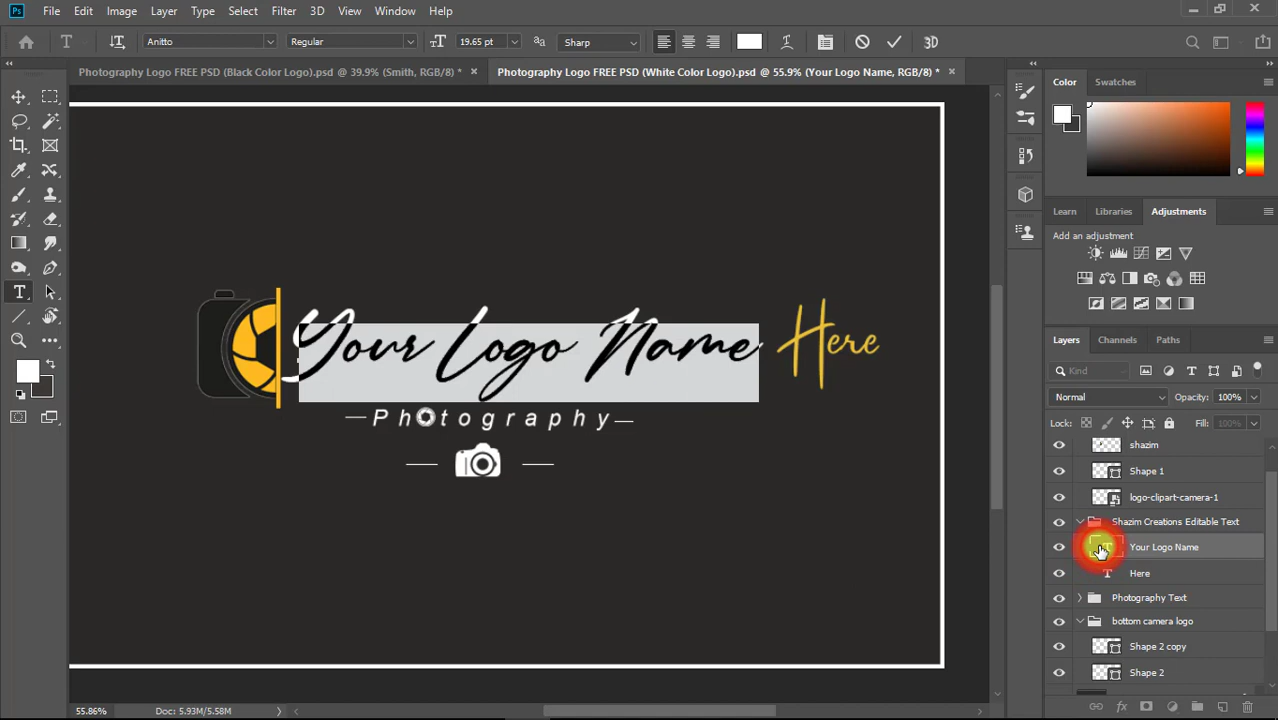 Ps File Edit Image Layer Type Select Filter 3D View Window Help
Anitto Regular 19.65 pt Sharp 3D
Photography Logo FREE PSD (Black Color Logo).psd @ 39.9% (Smith, RGB/8) *
Photography Logo FREE PSD (White Color Logo).psd @ 55.9% (Your Logo Name, RGB/8) *
Your Logo Name Here
Photography
Color Swatches
Learn Libraries Adjustments
Add an adjustment
Layers Channels Paths
Kind
Normal Opacity: 100%
Lock: Fill: 100%
shazim
Shape 1
logo-clipart-camera-1
Shazim Creations Editable Text
Your Logo Name
Here
Photography Text
bottom camera logo
Shape 2 copy
Shape 2
55.86% Doc: 5.93M/5.58M